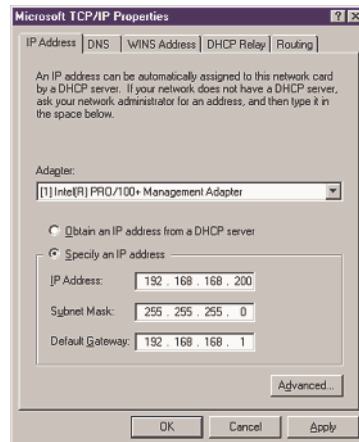 Microsoft TCP/IP Properties
IP Address DNS WINS Address DHCP Relay Routing
An IP address can be automatically assigned to this network card
by a DHCP server. If your network does not have a DHCP server,
ask your network administrator for an address, and then type it in
the space below.
Adapter:
[1] Intel(R) PRO/100+ Management Adapter
Obtain an IP address from a DHCP server
Specify an IP address
IP Address: 192 . 168 . 168 . 200
Subnet Mask: 255 . 255 . 255 . 0
Default Gateway: 192 . 168 . 168 . 1
Advanced...
OK Cancel Apply